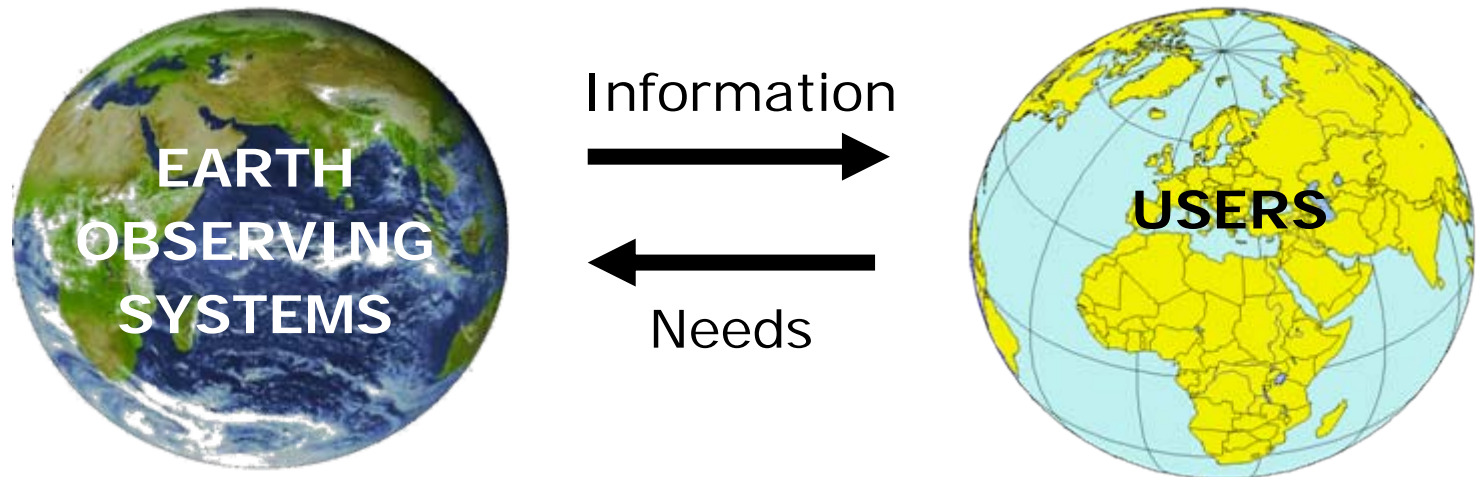 EARTH
OBSERVING
SYSTEMS
Information
Needs
USERS